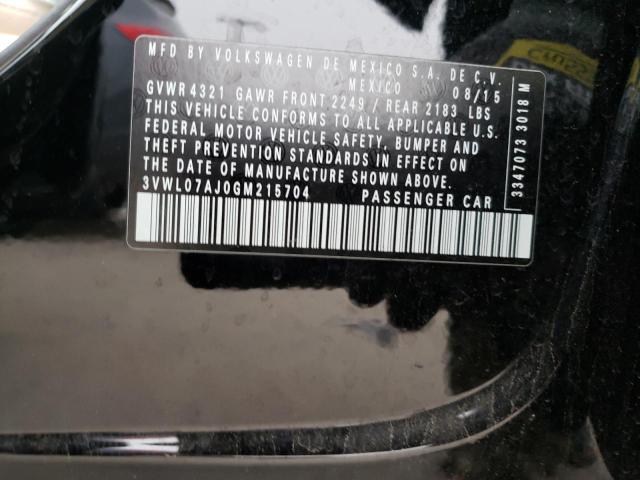 MFD BY VOLKSWAGEN DE MEXICO S.A. DE C.V.
MEXICO 08/15
GVWR 4321 GAWR FRONT 2249 / REAR 2183 LBS
THIS VEHICLE CONFORMS TO ALL APPLICABLE U.S.
FEDERAL MOTOR VEHICLE SAFETY, BUMPER AND
THEFT PREVENTION STANDARDS IN EFFECT ON
THE DATE OF MANUFACTURE SHOWN ABOVE.
3VWL07AJ0GM215704 PASSENGER CAR
3347073 3018 M